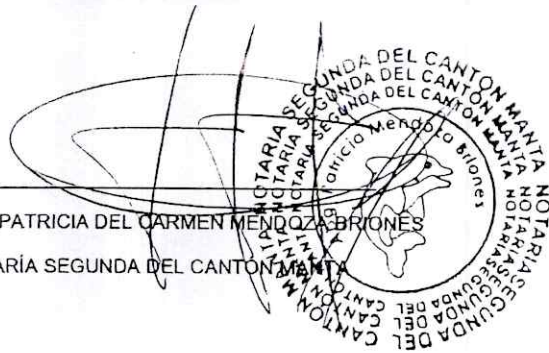 PATRICIA DEL CARMEN MENDOZA BRIONES
ARÍA SEGUNDA DEL CANTÓN MANTA
NOTARIA SEGUNDA DEL CANTON MANTA
NOTARIA SEGUNDA DEL CANTON MANTA
NOTARIA SEGUNDA DEL CANTON MANTA
Patricia Mendoza Briones